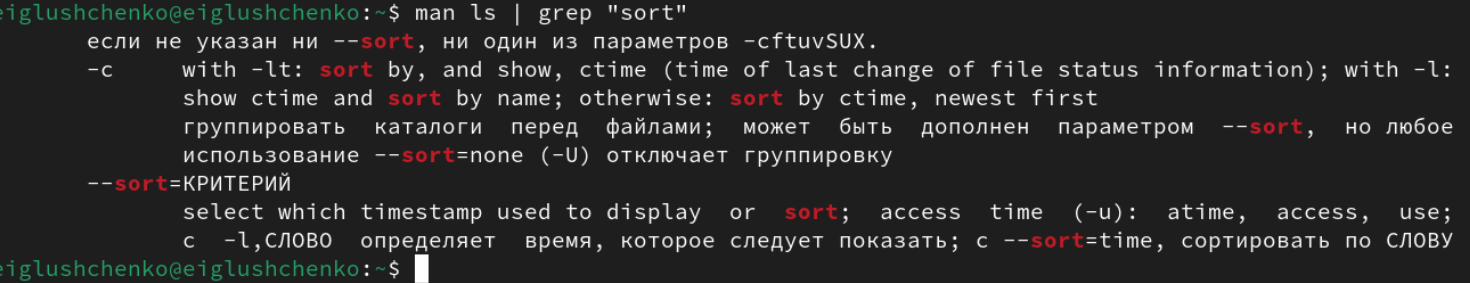 eiglushchenko@eiglushchenko:~$ man ls | grep "sort"
если не указан ни --sort, ни один из параметров -cftuvSUX.
-c with -lt: sort by, and show, ctime (time of last change of file status information); with -l:
show ctime and sort by name; otherwise: sort by ctime, newest first
группировать каталоги перед файлами; может быть дополнен параметром --sort, но любое
использование --sort=none (-U) отключает группировку
--sort=КРИТЕРИЙ
select which timestamp used to display or sort; access time (-u): atime, access, use;
с -l,СЛОВО определяет время, которое следует показать; с --sort=time, сортировать по СЛОВУ
eiglushchenko@eiglushchenko:~$